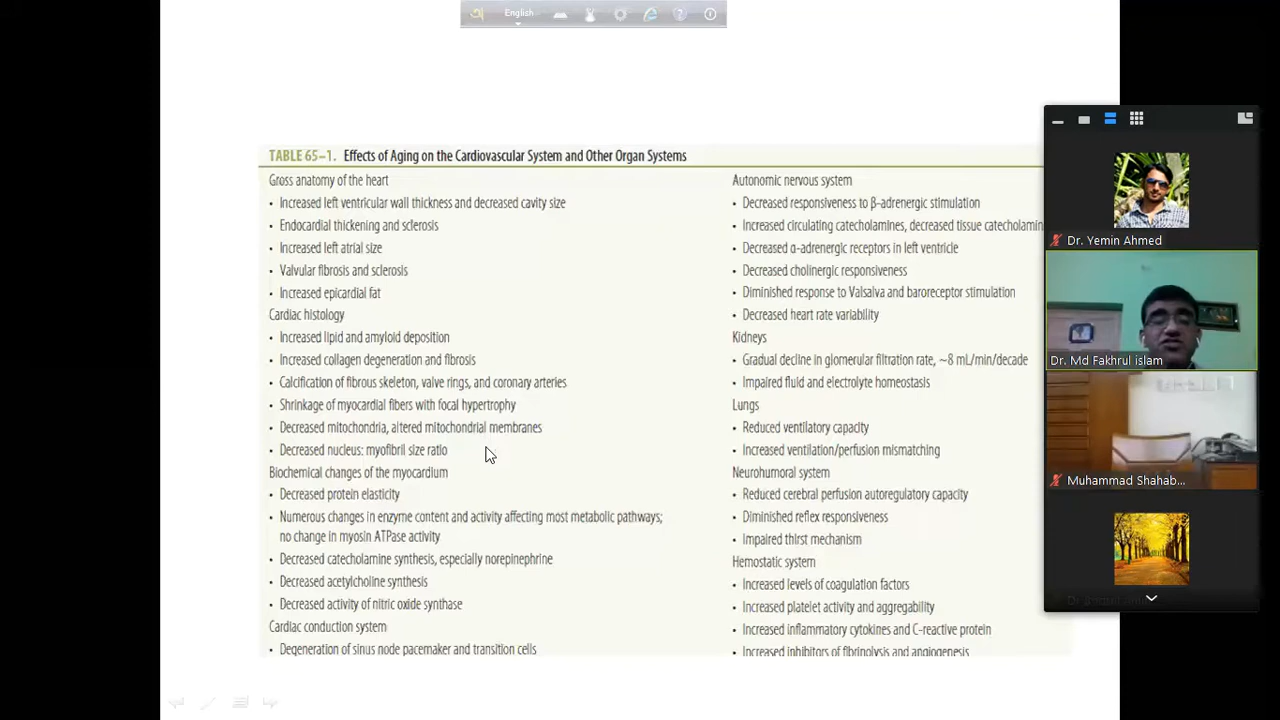 English
TABLE 65–1. Effects of Aging on the Cardiovascular System and Other Organ Systems
Gross anatomy of the heart
• Increased left ventricular wall thickness and decreased cavity size
• Endocardial thickening and sclerosis
• Increased left atrial size
• Valvular fibrosis and sclerosis
• Increased epicardial fat
Cardiac histology
• Increased lipid and amyloid deposition
• Increased collagen degeneration and fibrosis
• Calcification of fibrous skeleton, valve rings, and coronary arteries
• Shrinkage of myocardial fibers with focal hypertrophy
• Decreased mitochondria, altered mitochondrial membranes
• Decreased nucleus: myofibril size ratio
Biochemical changes of the myocardium
• Decreased protein elasticity
• Numerous changes in enzyme content and activity affecting most metabolic pathways;
no change in myosin ATPase activity
• Decreased catecholamine synthesis, especially norepinephrine
• Decreased acetylcholine synthesis
• Decreased activity of nitric oxide synthase
Cardiac conduction system
• Degeneration of sinus node pacemaker and transition cells
Autonomic nervous system
• Decreased responsiveness to β-adrenergic stimulation
• Increased circulating catecholamines, decreased tissue catecholamin
• Decreased α-adrenergic receptors in left ventricle
• Decreased cholinergic responsiveness
• Diminished response to Valsalva and baroreceptor stimulation
• Decreased heart rate variability
Kidneys
• Gradual decline in glomerular filtration rate, ~8 mL/min/decade
• Impaired fluid and electrolyte homeostasis
Lungs
• Reduced ventilatory capacity
• Increased ventilation/perfusion mismatching
Neurohumoral system
• Reduced cerebral perfusion autoregulatory capacity
• Diminished reflex responsiveness
• Impaired thirst mechanism
Hemostatic system
• Increased levels of coagulation factors
• Increased platelet activity and aggregability
• Increased inflammatory cytokines and C-reactive protein
• Increased inhibitors of fibrinolysis and angiogenesis
Dr. Yemin Ahmed
Dr. Md Fakhrul islam
Muhammad Shahab...